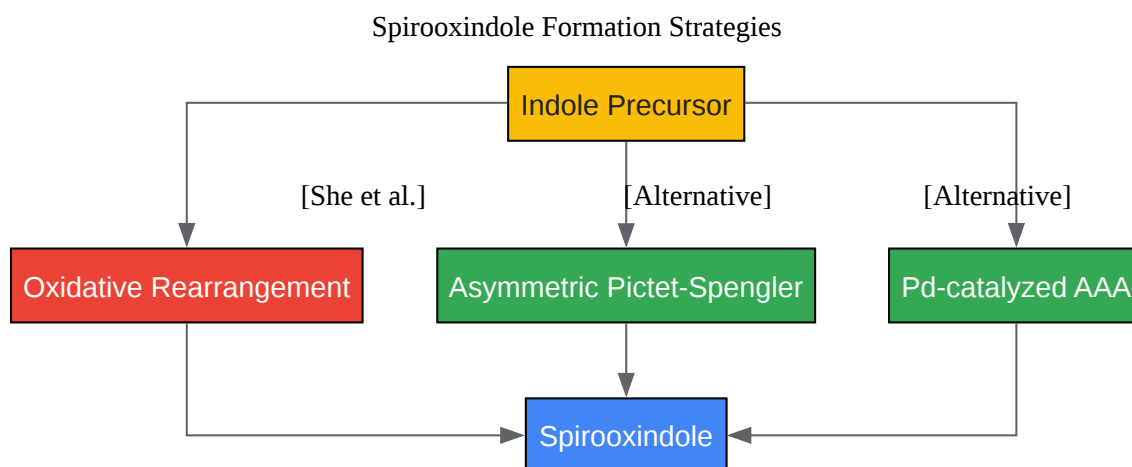 Spirooxindole Formation Strategies
Indole Precursor
[She et al.]
[Alternative]
[Alternative]
Oxidative Rearrangement
Asymmetric Pictet-Spengler
Pd-catalyzed AAA
Spirooxindole